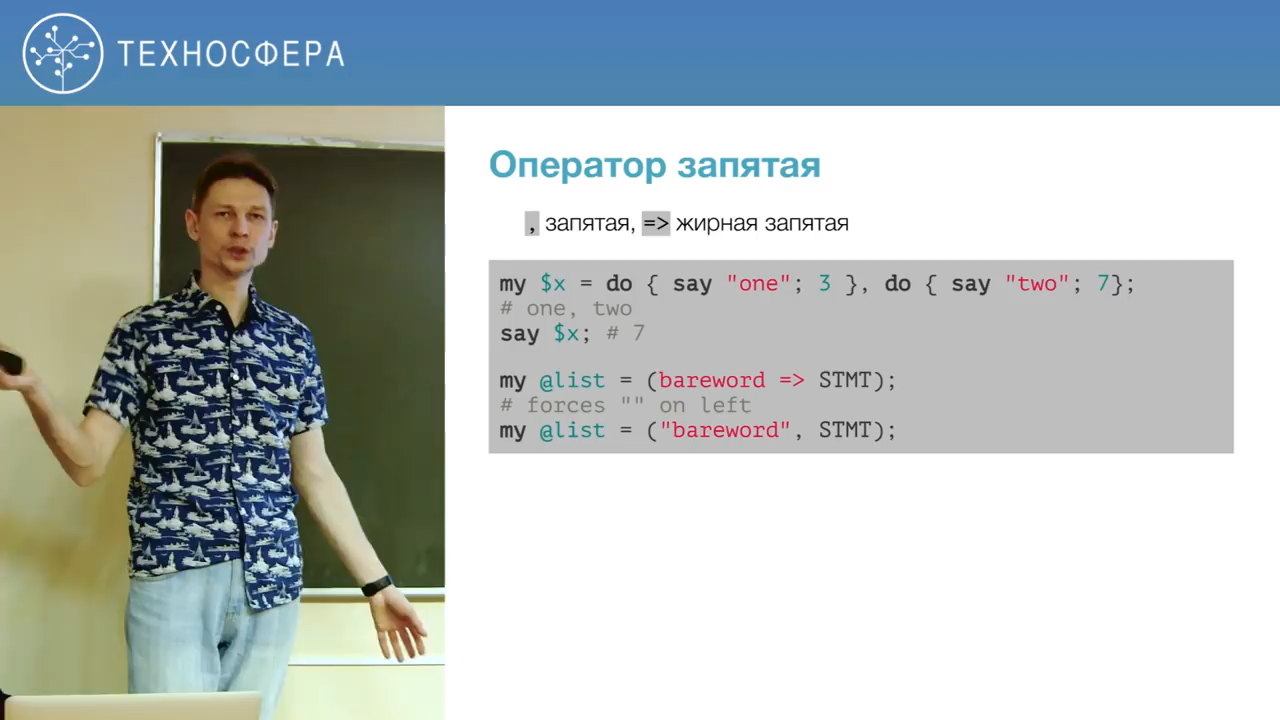 ТЕХНОСФЕРА
Оператор запятая
, запятая, => жирная запятая
my $x = do { say "one"; 3 }, do { say "two"; 7};
# one, two
say $x; # 7
my @list = (bareword => STMT);
# forces "" on left
my @list = ("bareword", STMT);